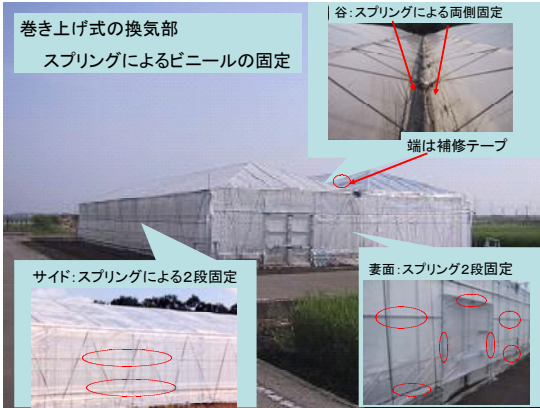 巻き上げ式の換気部
スプリングによるビニールの固定
谷：スプリングによる両側固定
端は補修テープ
サイド：スプリングによる２段固定
妻面：スプリング２段固定